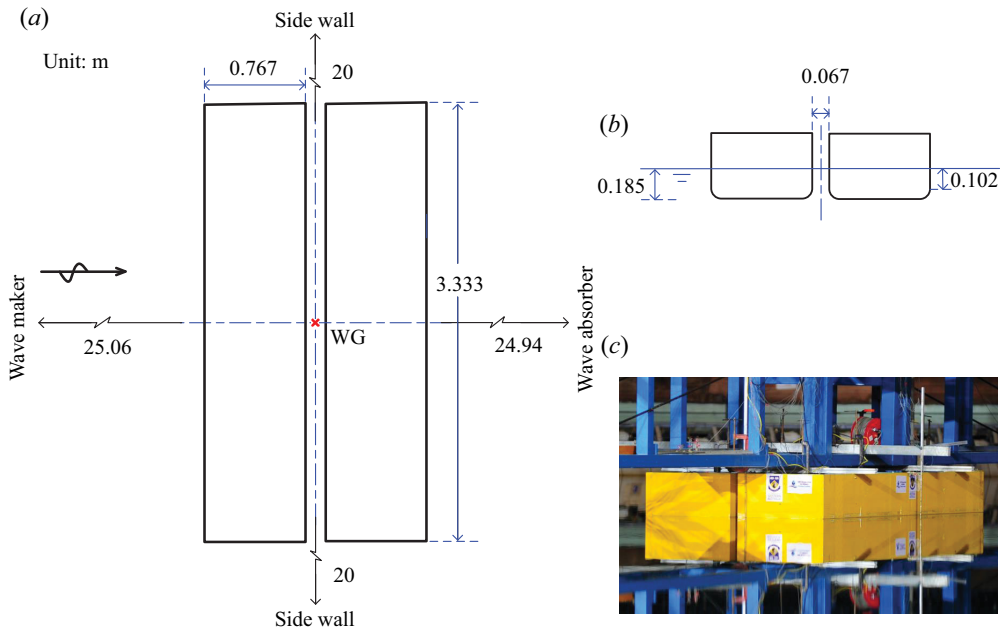 (a)
Side wall
Unit: m
20
0.767
0.067
(b)
0.185
0.102
3.333
Wave maker
WG
Wave absorber
25.06
24.94
(c)
20
Side wall